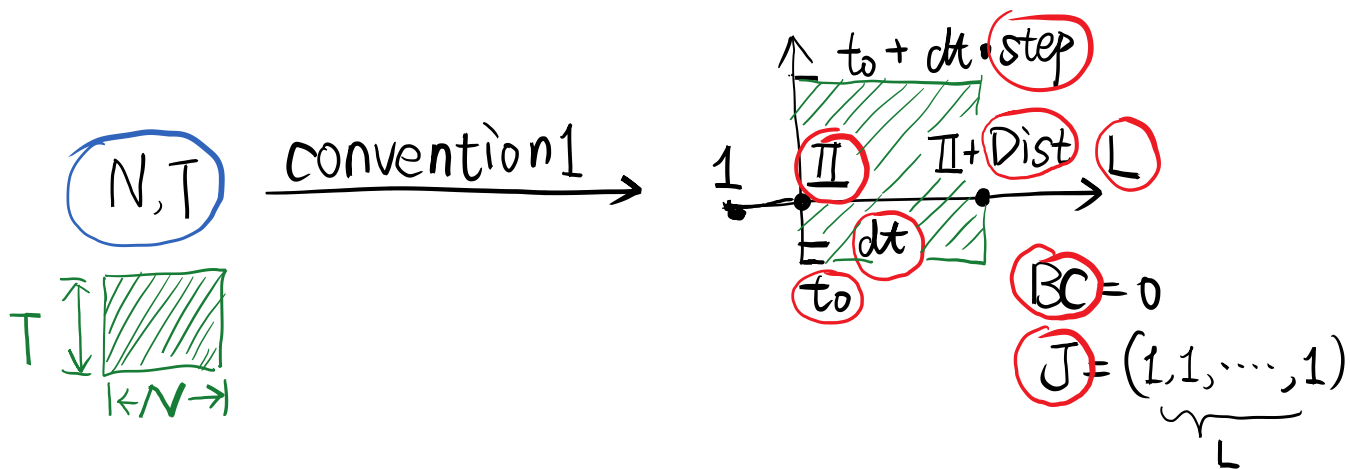 N,T
convention1
T
N
t₀ + dt · step
1
II
II + Dist
L
dt
t₀
BC = 0
J = (1,1,·····,1)
L